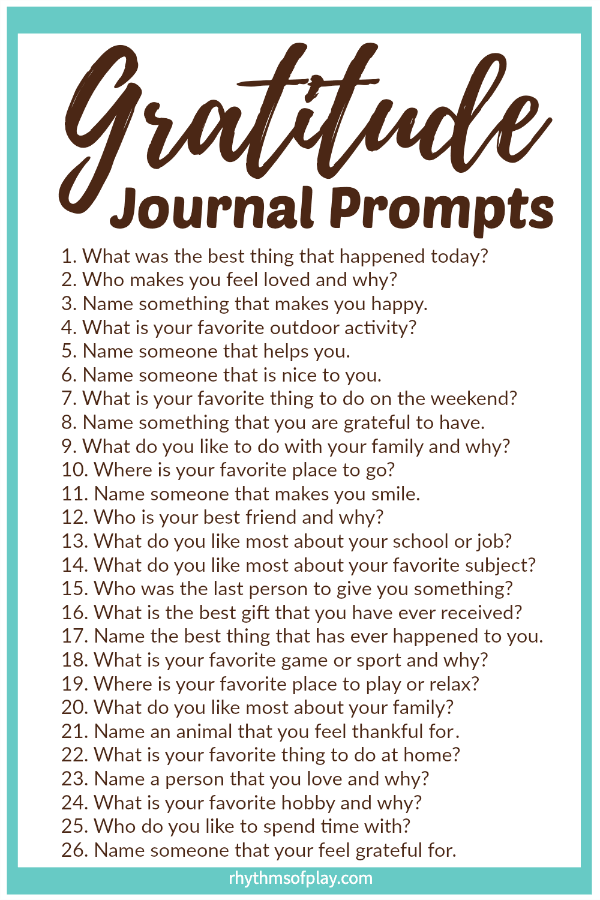 Gratitude
Journal Prompts
1. What was the best thing that happened today?
2. Who makes you feel loved and why?
3. Name something that makes you happy.
4. What is your favorite outdoor activity?
5. Name someone that helps you.
6. Name someone that is nice to you.
7. What is your favorite thing to do on the weekend?
8. Name something that you are grateful to have.
9. What do you like to do with your family and why?
10. Where is your favorite place to go?
11. Name someone that makes you smile.
12. Who is your best friend and why?
13. What do you like most about your school or job?
14. What do you like most about your favorite subject?
15. Who was the last person to give you something?
16. What is the best gift that you have ever received?
17. Name the best thing that has ever happened to you.
18. What is your favorite game or sport and why?
19. Where is your favorite place to play or relax?
20. What do you like most about your family?
21. Name an animal that you feel thankful for.
22. What is your favorite thing to do at home?
23. Name a person that you love and why?
24. What is your favorite hobby and why?
25. Who do you like to spend time with?
26. Name someone that your feel grateful for.
rhythmsofplay.com